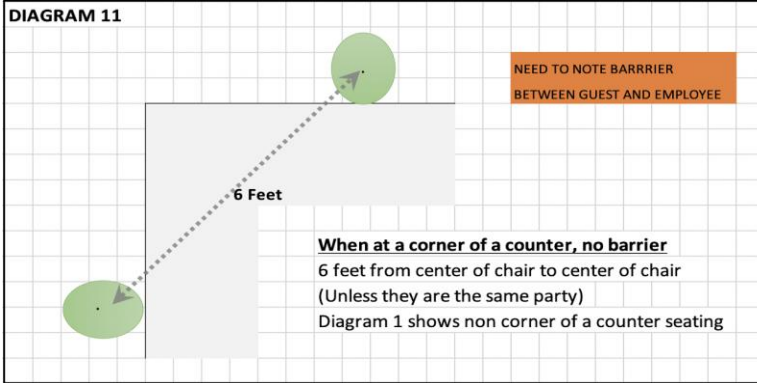 DIAGRAM 11
NEED TO NOTE BARRRIER
BETWEEN GUEST AND EMPLOYEE
6 Feet
When at a corner of a counter, no barrier
6 feet from center of chair to center of chair
(Unless they are the same party)
Diagram 1 shows non corner of a counter seating